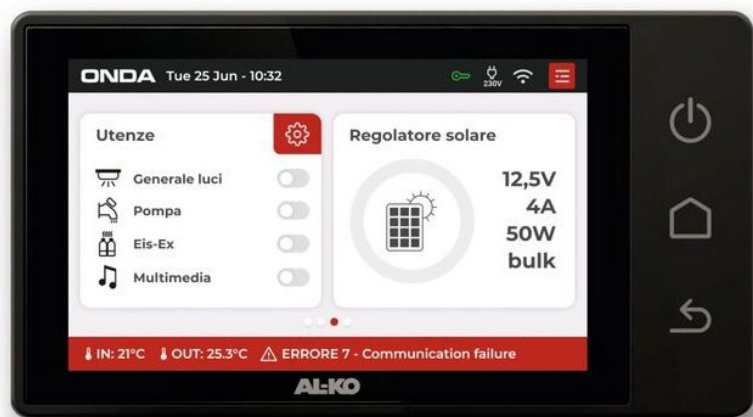 ONDA Tue 25 Jun - 10:32
230V
Utenze
Generale luci
Pompa
Eis-Ex
Multimedia
Regolatore solare
12,5V
4A
50W
bulk
IN: 21°C OUT: 25.3°C ERRORE 7 - Communication failure
AL-KO